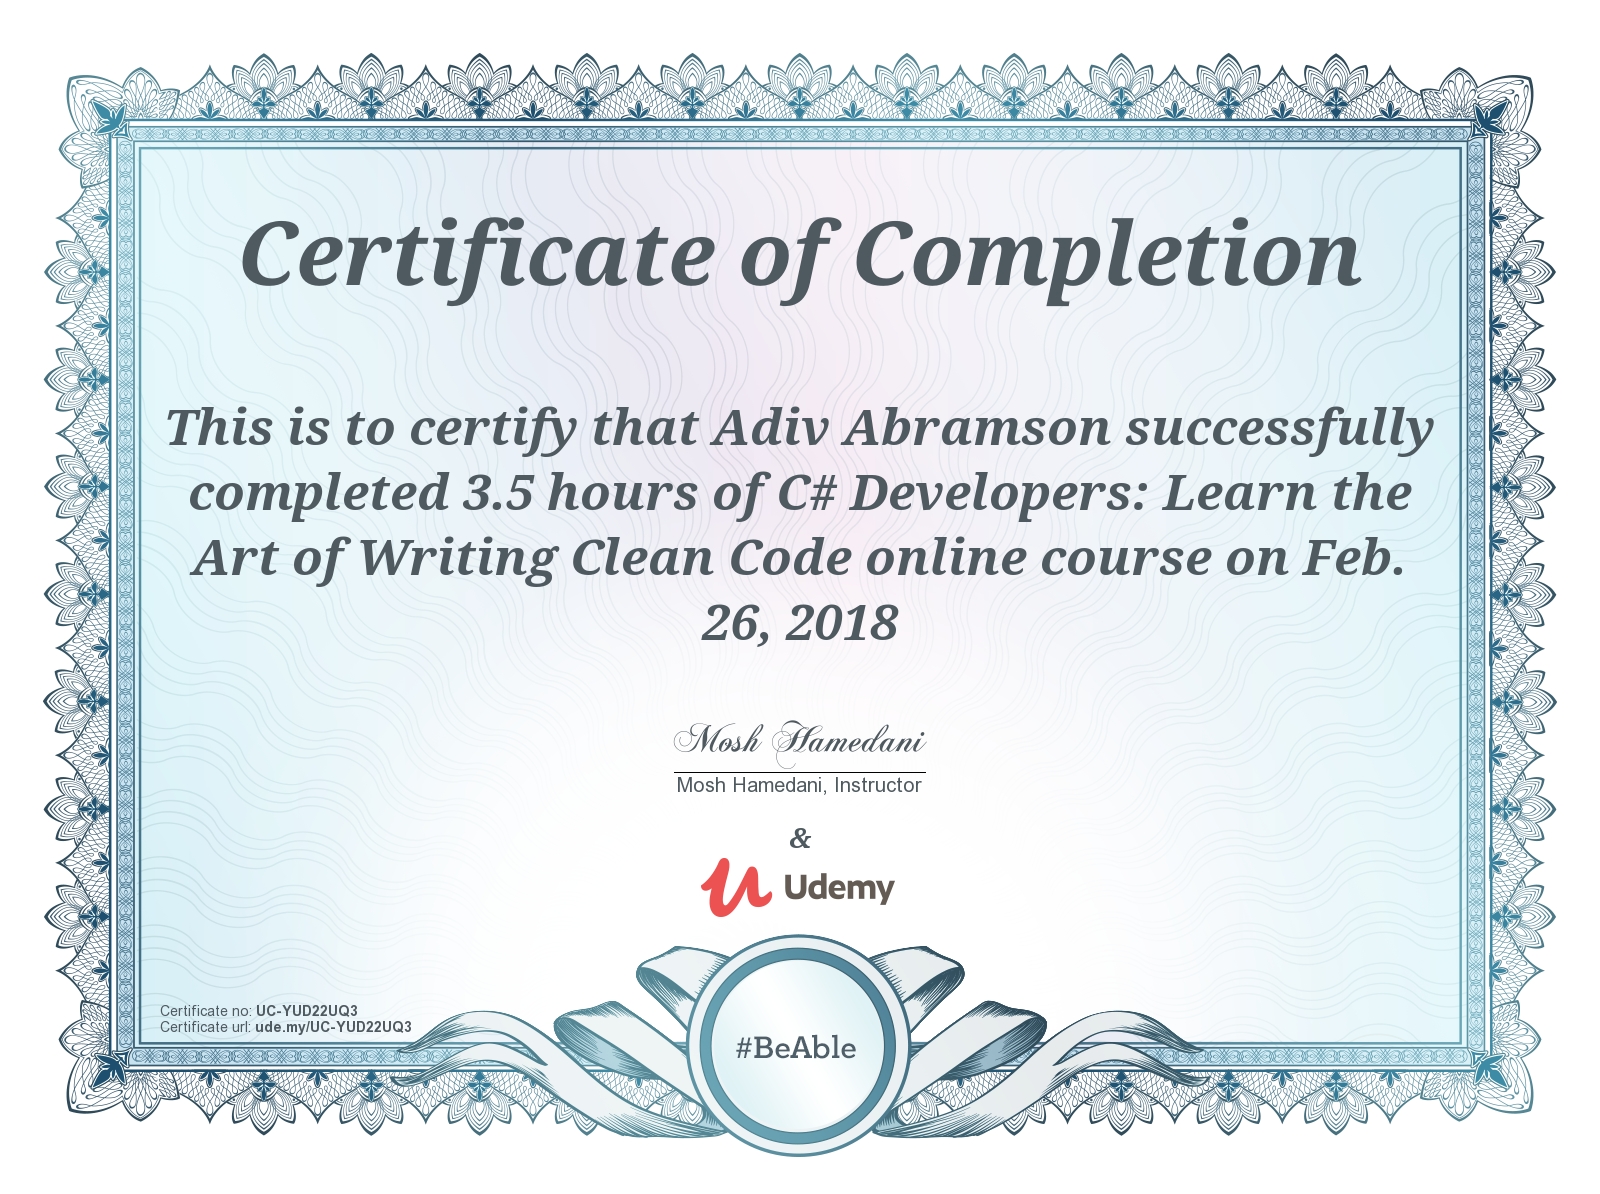 Certificate of Completion
This is to certify that Adiv Abramson successfully
completed 3.5 hours of C# Developers: Learn the
Art of Writing Clean Code online course on Feb.
26, 2018
Mosh Hamedani
Mosh Hamedani, Instructor
&
Udemy
Certificate no: UC-YUD22UQ3
Certificate url: ude.my/UC-YUD22UQ3
#BeAble